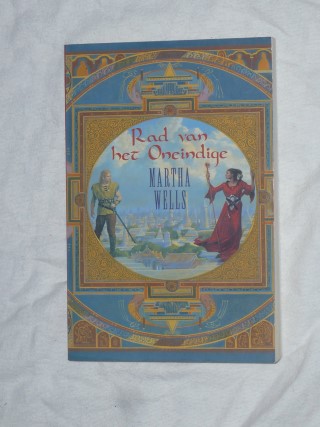 Rad van
het Oneindige
MARTHA
WELLS